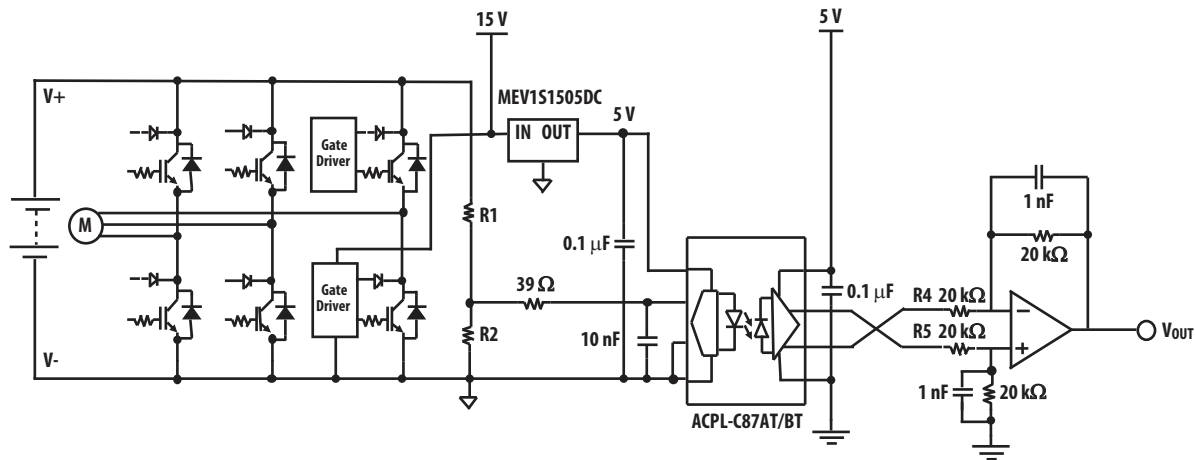 15 V
5 V
V+
MEV1S1505DC
5 V
IN OUT
Gate
Driver
1 nF
M
R1
20 kΩ
0.1 μF
Gate
Driver
39 Ω
0.1 μF
R4 20 kΩ
R5 20 kΩ
−
+
VOUT
R2
10 nF
V-
1 nF
20 kΩ
ACPL-C87AT/BT